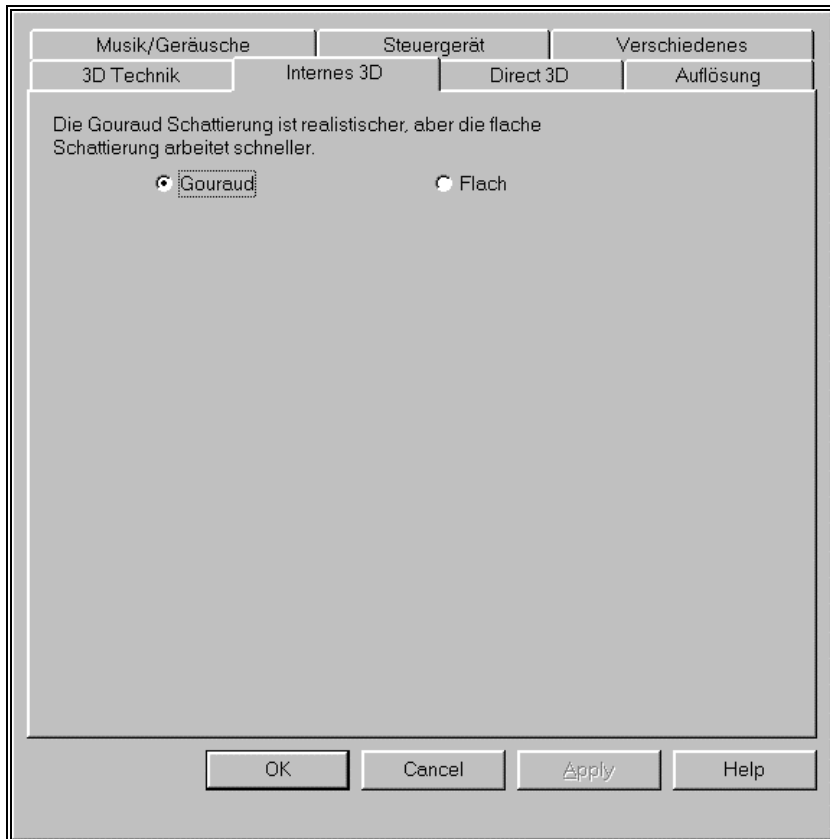 Musik/Geräusche Steuergerät Verschiedenes
3D Technik Internes 3D Direct 3D Auflösung
Die Gouraud Schattierung ist realistischer, aber die flache
Schattierung arbeitet schneller.
Gouraud Flach
OK Cancel Apply Help